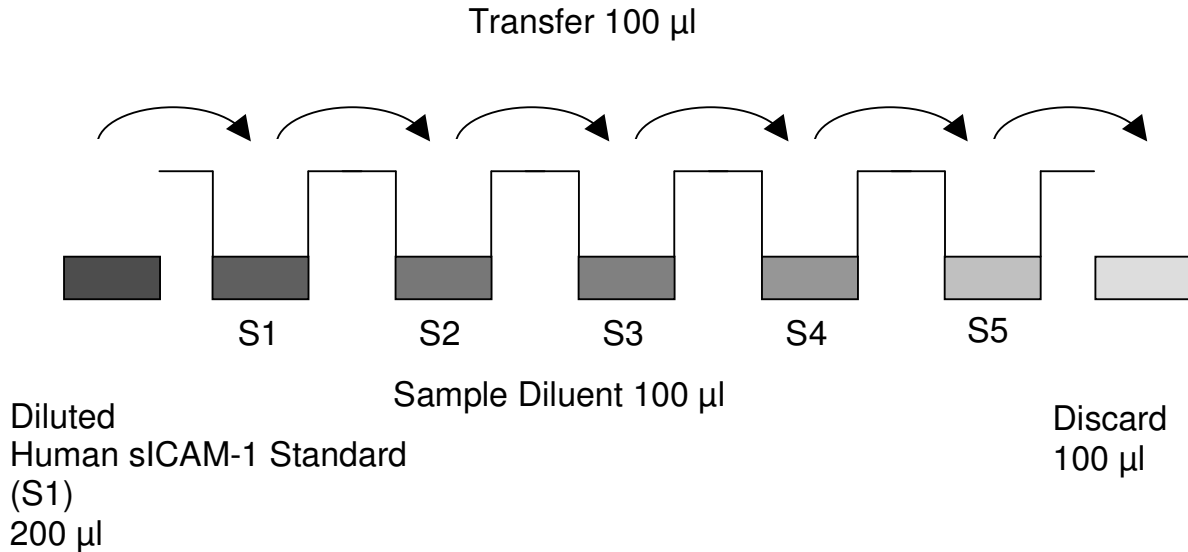 Transfer 100 µl
S1 S2 S3 S4 S5
Sample Diluent 100 µl
Diluted
Human sICAM-1 Standard
(S1)
200 µl
Discard
100 µl